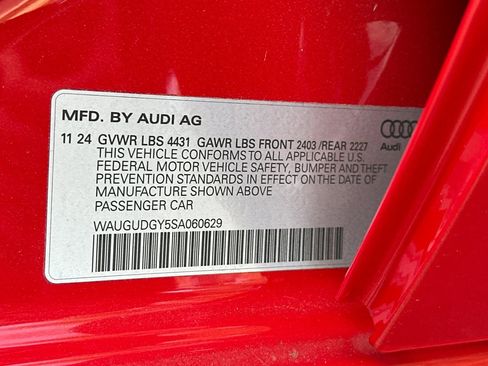 MFD. BY AUDI AG
11 24 GVWR LBS 4431 GAWR LBS FRONT 2403 /REAR 2227
Audi
THIS VEHICLE CONFORMS TO ALL APPLICABLE U.S.
FEDERAL MOTOR VEHICLE SAFETY, BUMPER AND THEFT
PREVENTION STANDARDS IN EFFECT ON THE DATE OF
MANUFACTURE SHOWN ABOVE
PASSENGER CAR
WAUGUDGY5SA060629